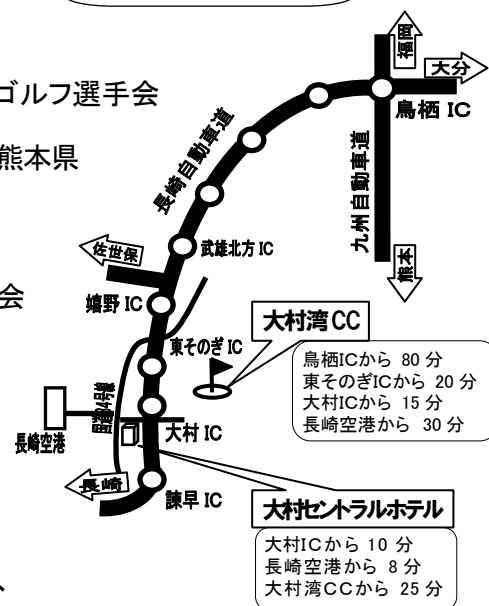 福岡
大分
ゴルフ選手会
鳥栖 IC
熊本県
長崎自動車道
九州自動車道
佐世保
武雄北方 IC
熊本
会
嬉野 IC
大村湾CC
東そのぎ IC
鳥栖ICから 80 分
東そのぎICから 20 分
大村ICから 15 分
長崎空港から 30 分
国道34号線
長崎空港
大村 IC
長崎
諫早 IC
大村セントラルホテル
大村ICから 10 分
長崎空港から 8 分
大村湾CCから 25 分
、